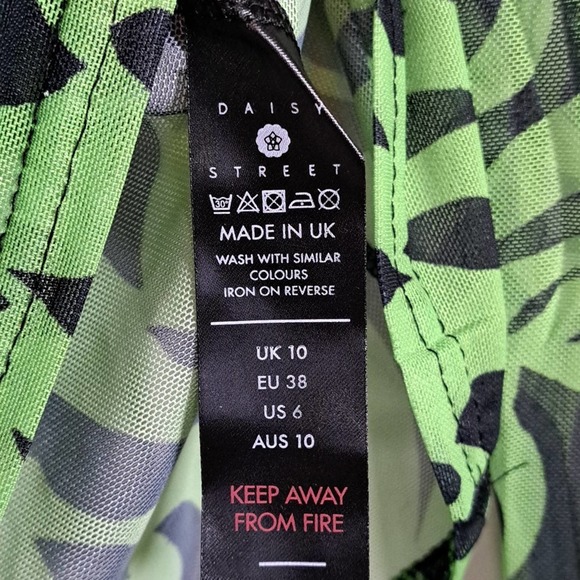 DAISY
STREET
30°
MADE IN UK
WASH WITH SIMILAR
COLOURS
IRON ON REVERSE
UK 10
EU 38
US 6
AUS 10
KEEP AWAY
FROM FIRE